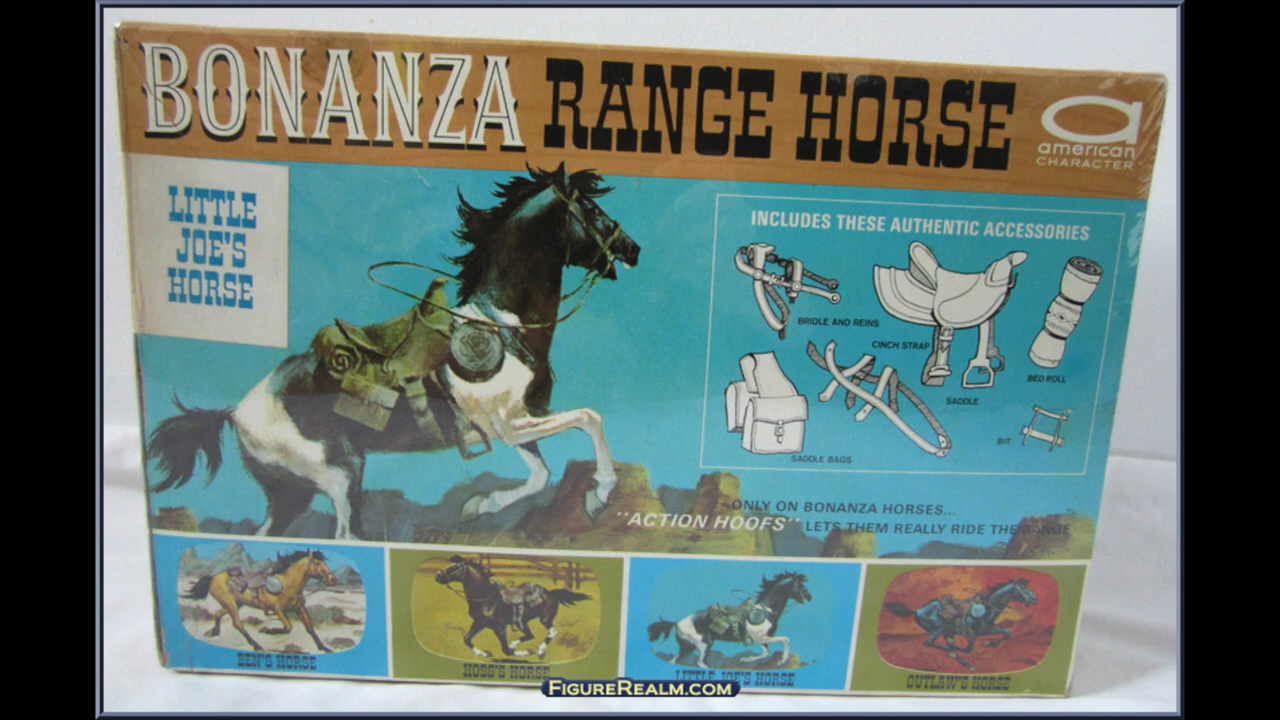 BONANZA RANGE HORSE
american
CHARACTER
LITTLE
JOE'S
HORSE
INCLUDES THESE AUTHENTIC ACCESSORIES
BRIDLE AND REINS
CINCH STRAP
BED ROLL
SADDLE
BIT
SADDLE BAGS
ONLY ON BONANZA HORSES...
"ACTION HOOFS" LETS THEM REALLY RIDE THE RANGE
BEN'S HORSE
HOSS'S HORSE
LITTLE JOE'S HORSE
OUTLAW'S HORSE
FIGUREREALM.COM